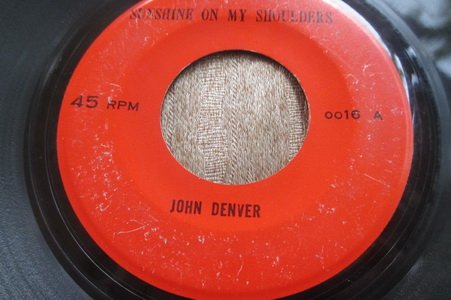 SUNSHINE ON MY SHOULDERS
45 RPM
0016 A
JOHN DENVER